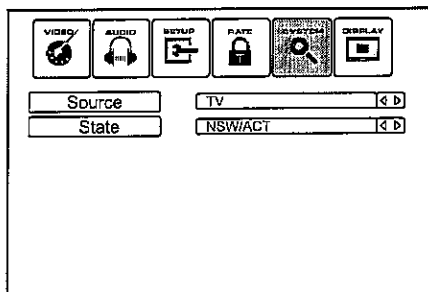 VIDEO/ AUDIO SETUP RATE SYSTEM DISPLAY
Source TV
State NSW/ACT